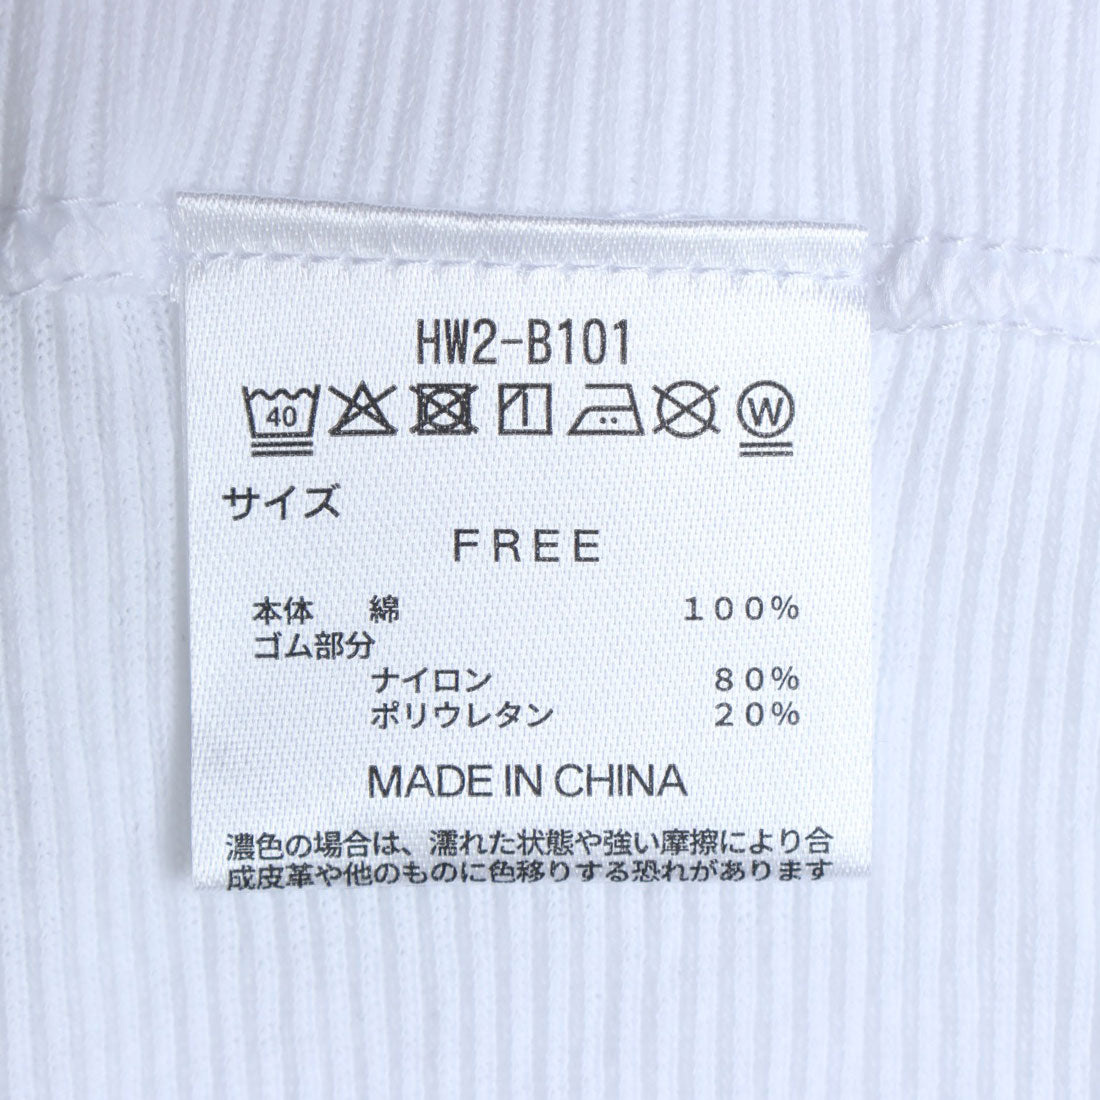 HW2-B101
40 W
サイズ
FREE
本体 綿 100%
ゴム部分
ナイロン 80%
ポリウレタン 20%
MADE IN CHINA
濃色の場合は、濡れた状態や強い摩擦により合
成皮革や他のものに色移りする恐れがあります